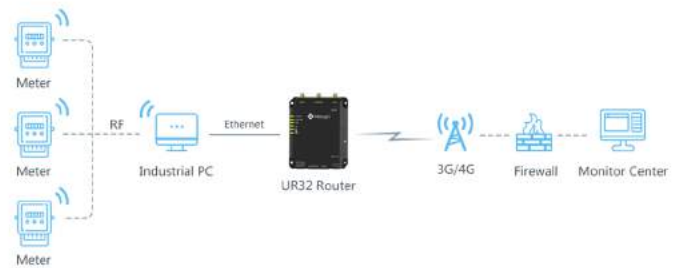 Meter
RF
Ethernet
Meter
Industrial PC
UR32 Router
3G/4G
Firewall
Monitor Center
Meter